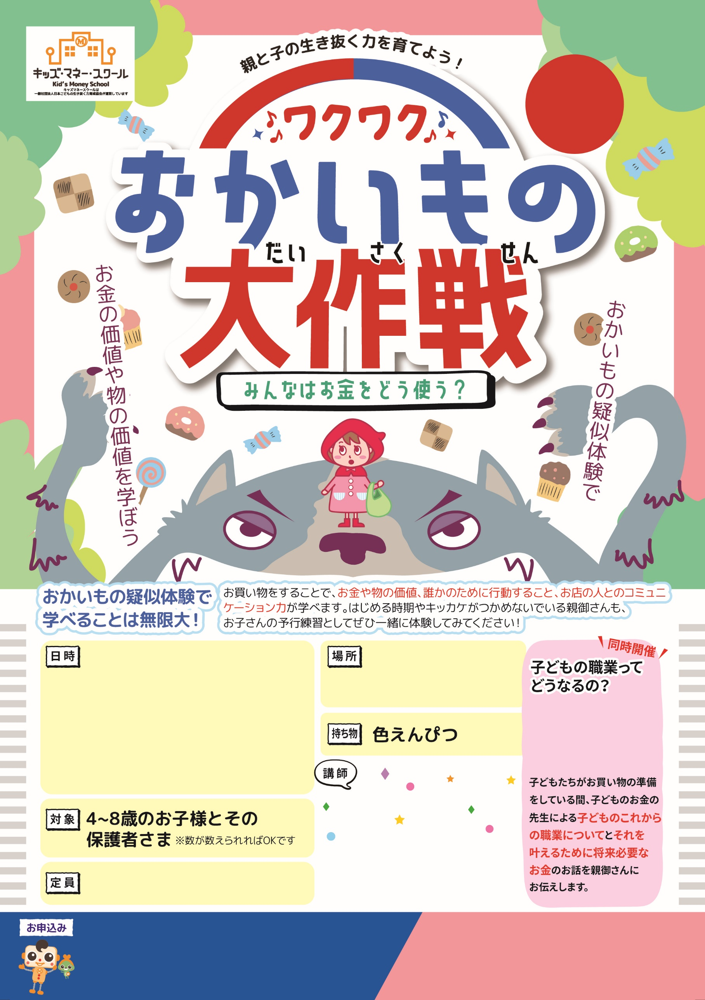 キッズ・マネー・スクール
Kid's Money School
キッズマネースクールは
一般社団法人日本こどもの生き抜く力育成協会が運営しています
親と子の生き抜く力を育てよう！
ワクワク
おかいもの
だいさくせん
大作戦
みんなはお金をどう使う？
おかいもの疑似体験で
お金の価値や物の価値を学ぼう
おかいもの疑似体験で
学べることは無限大！
お買い物をすることで、お金や物の価値、誰かのために行動すること、お店の人とのコミュニ
ケーション力が学べます。はじめる時期やキッカケがつかめないでいる親御さんも、
お子さんの予行練習としてぜひ一緒に体験してみてください！
日時
場所
持ち物 色えんぴつ
講師
対象 4~8歳のお子様とその
保護者さま ※数が数えられればOKです
定員
同時開催
子どもの職業って
どうなるの？
子どもたちがお買い物の準備
をしている間、子どものお金の
先生による子どものこれから
の職業についてとそれを
叶えるために将来必要な
お金のお話を親御さんに
お伝えします。
お申込み